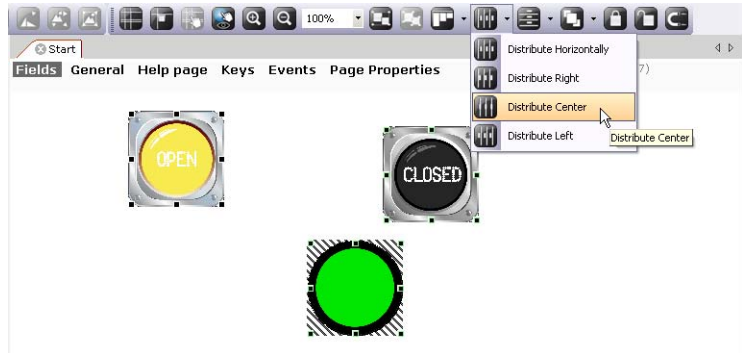 100%
Start
Fields General Help page Keys Events Page Properties
7)
Distribute Horizontally
Distribute Right
Distribute Center
Distribute Left
Distribute Center
OPEN
CLOSED